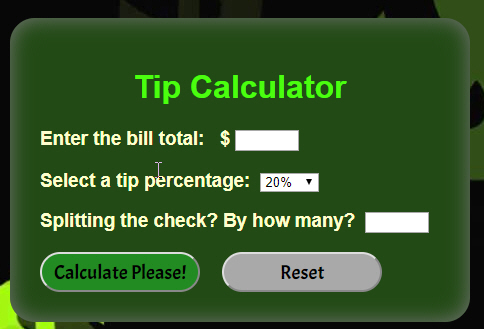 Tip Calculator
Enter the bill total: $
Select a tip percentage: 20%
Splitting the check? By how many?
Calculate Please! Reset